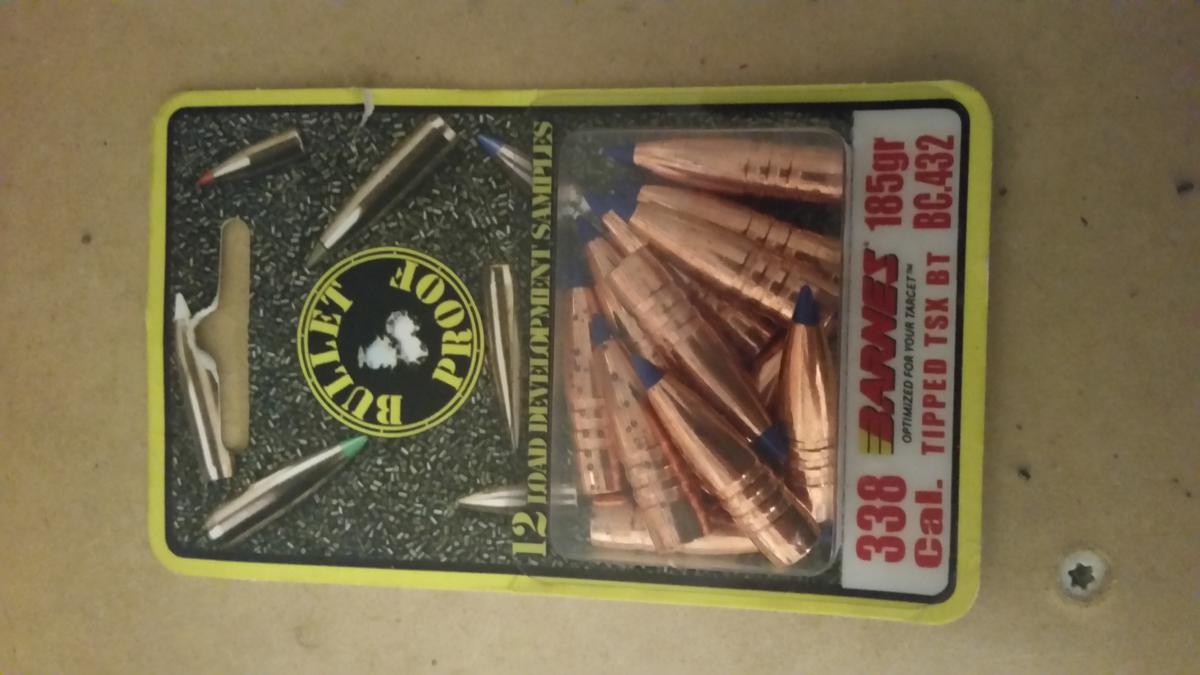 BULLET
PROOF
12 LOAD DEVELOPMENT SAMPLES
338 BARNES® 185gr
OPTIMIZED FOR YOUR TARGET™
Cal. TIPPED TSX BT BC.432